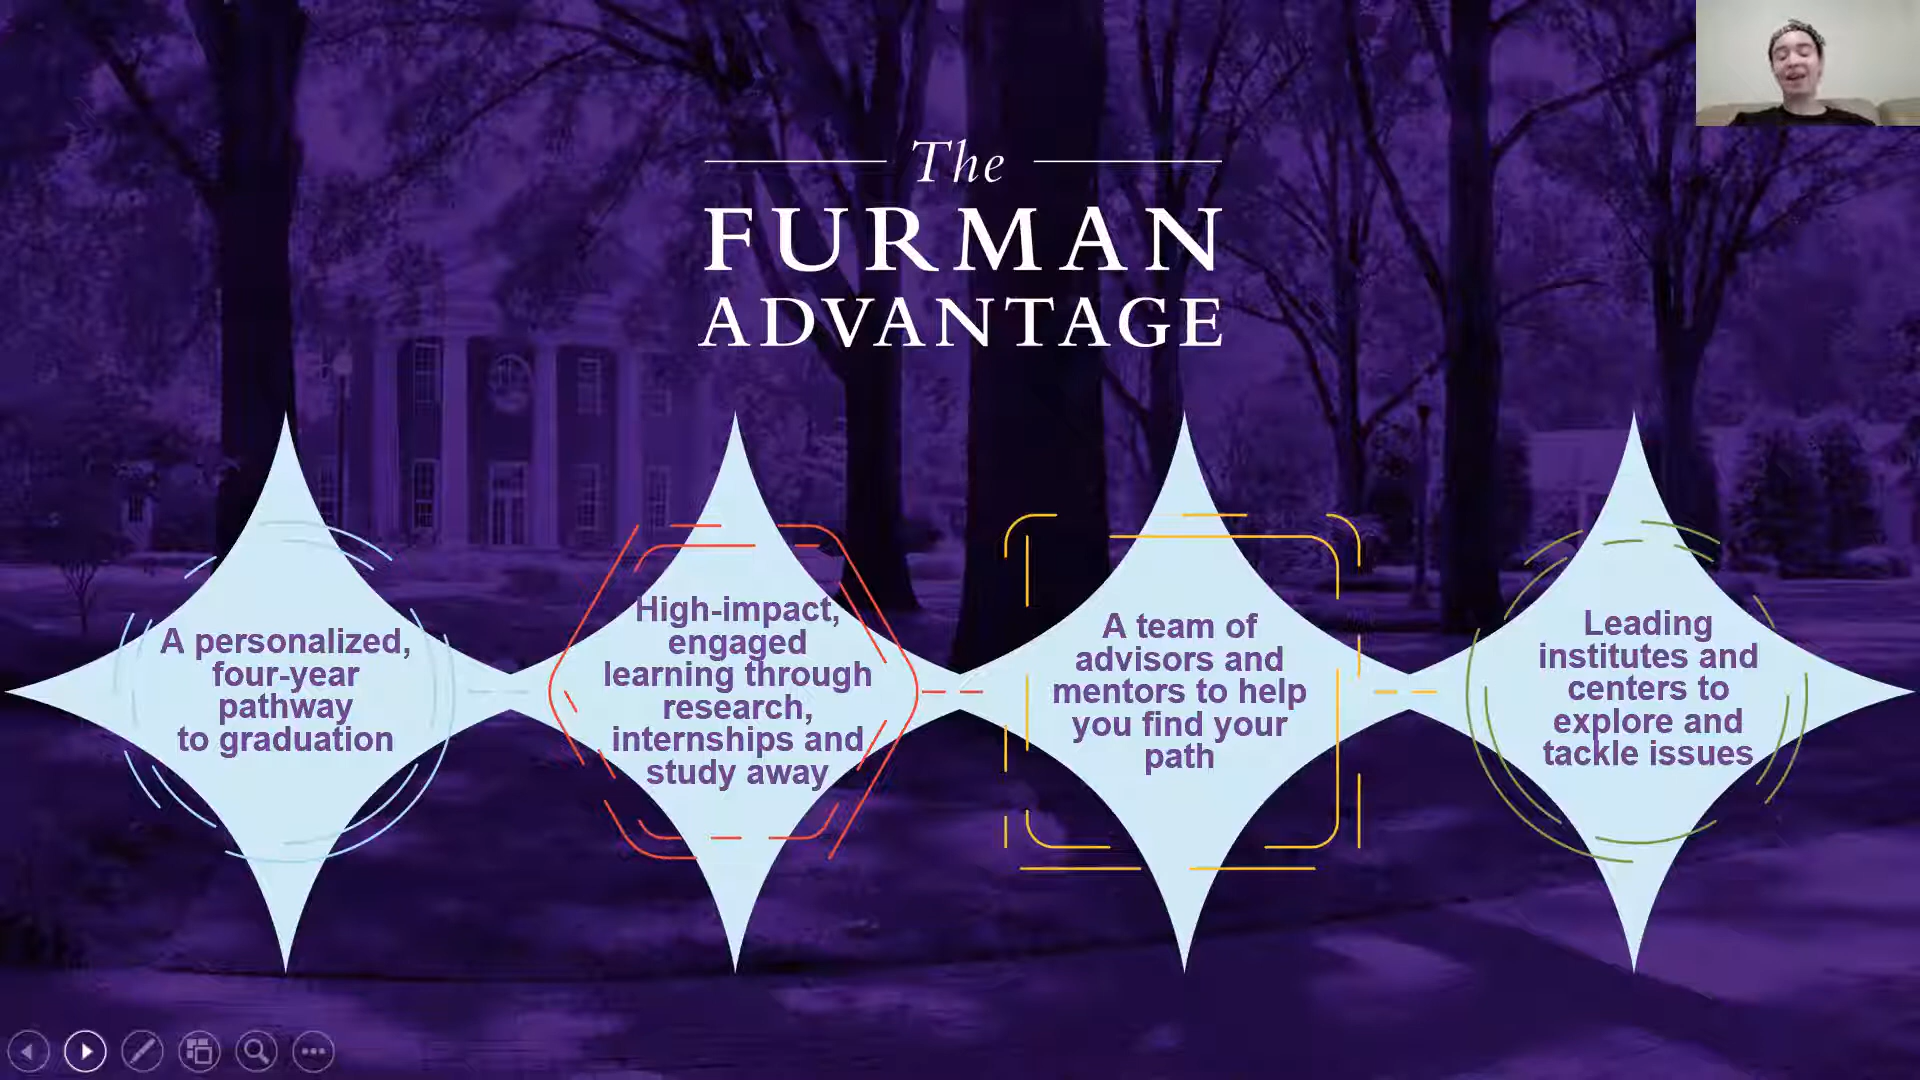 The
FURMAN
ADVANTAGE
A personalized,
four-year
pathway
to graduation
High-impact,
engaged
learning through
research,
internships and
study away
A team of
advisors and
mentors to help
you find your
path
Leading
institutes and
centers to
explore and
tackle issues